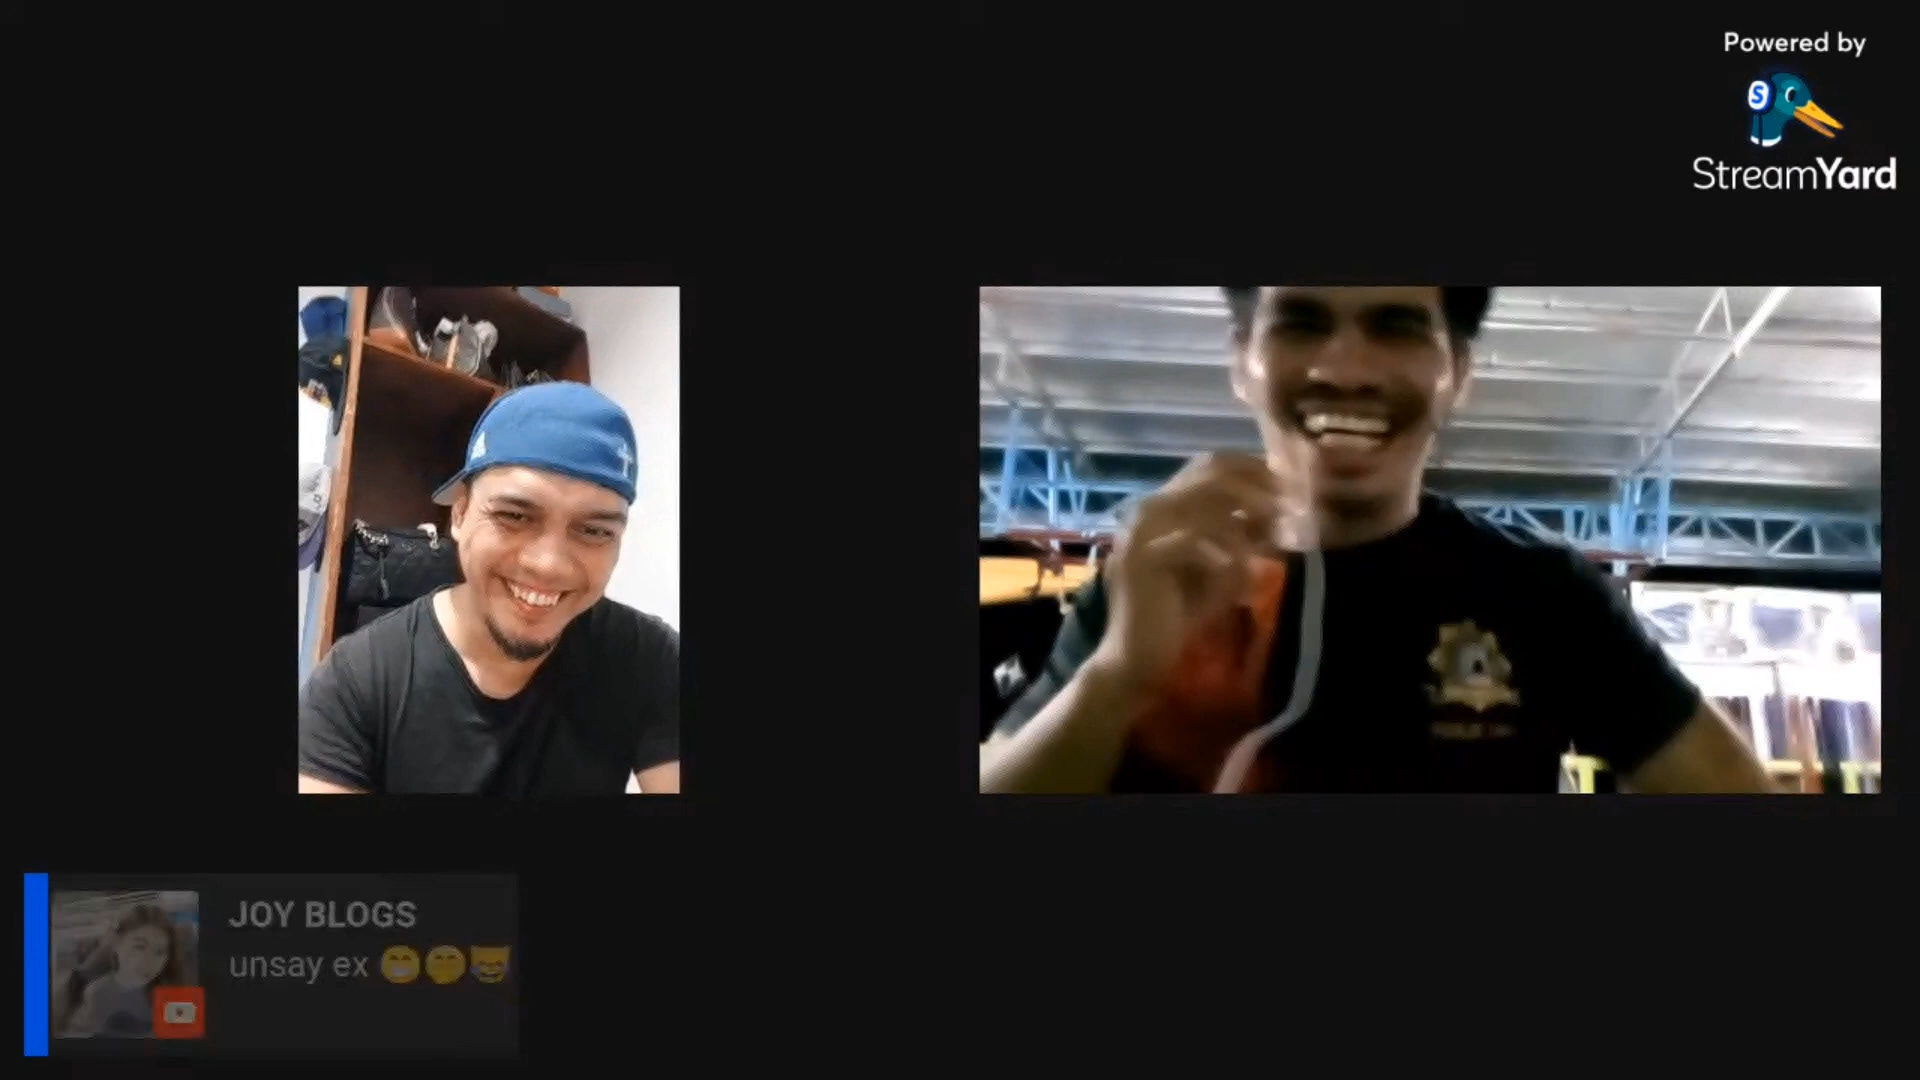 Powered by
S
StreamYard
JOY BLOGS
unsay ex 😁🤭😹